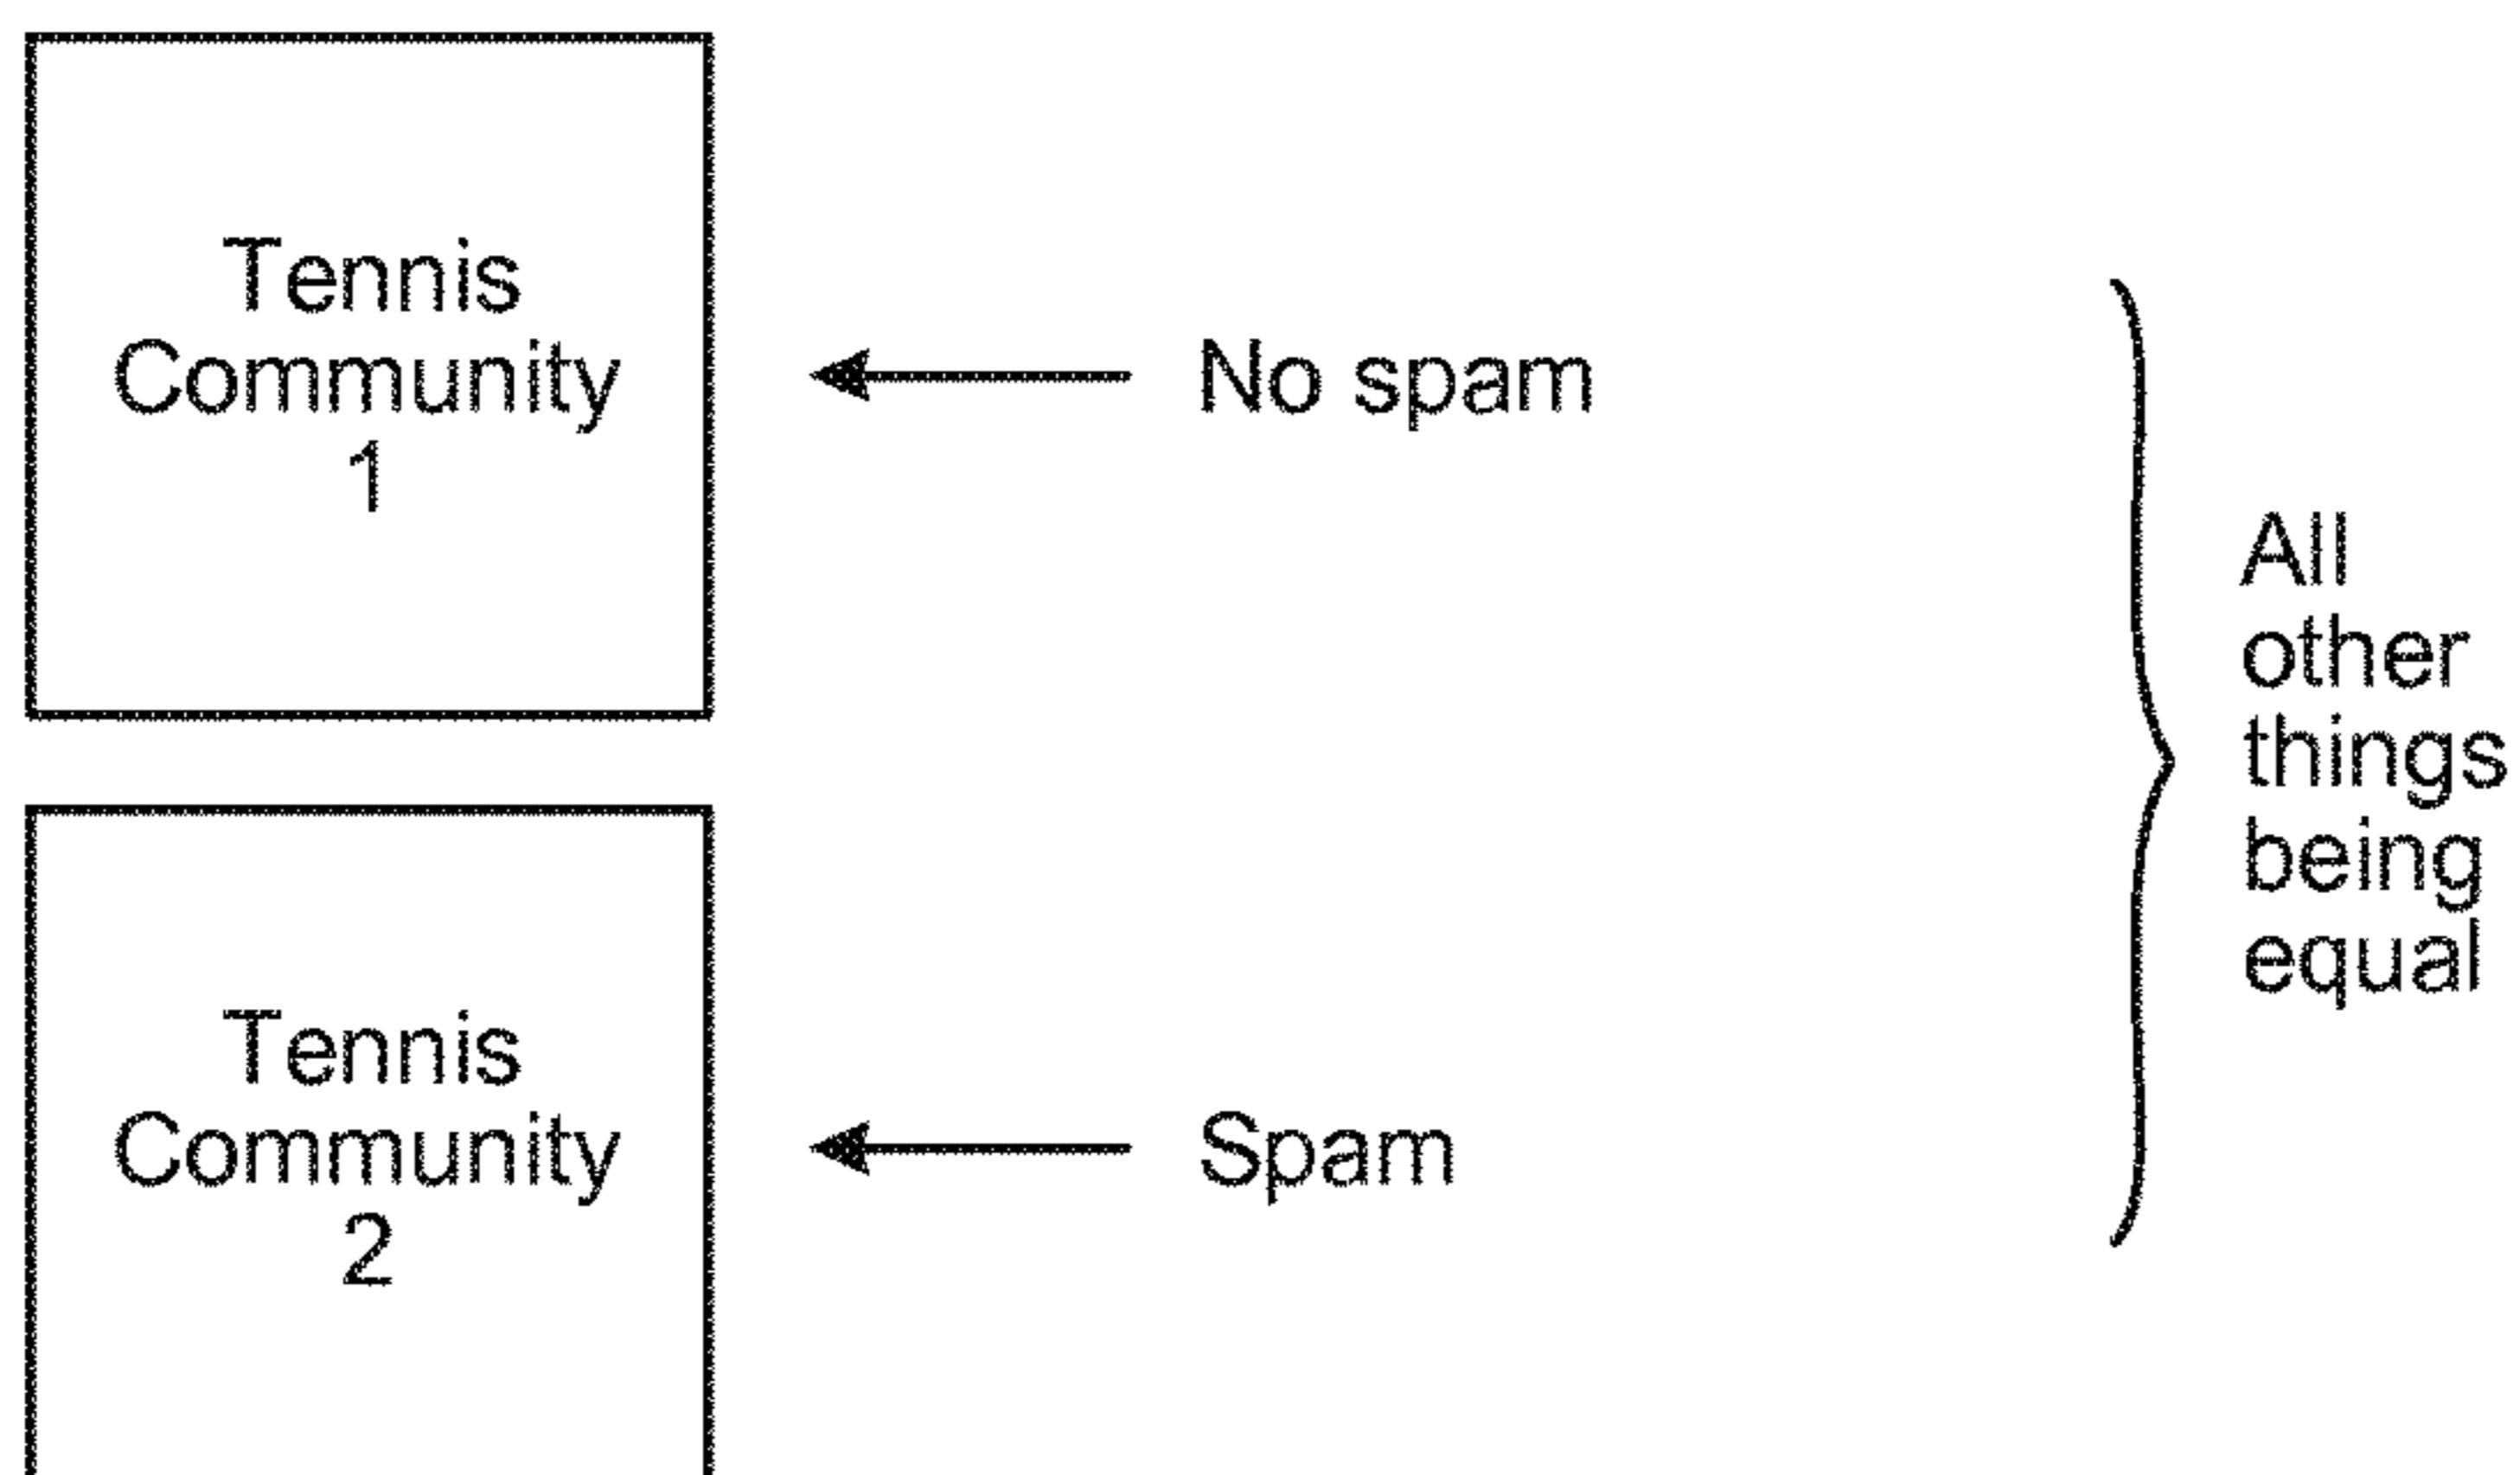 Tennis
Community
1
No spam
Tennis
Community
2
Spam
All
other
things
being
equal